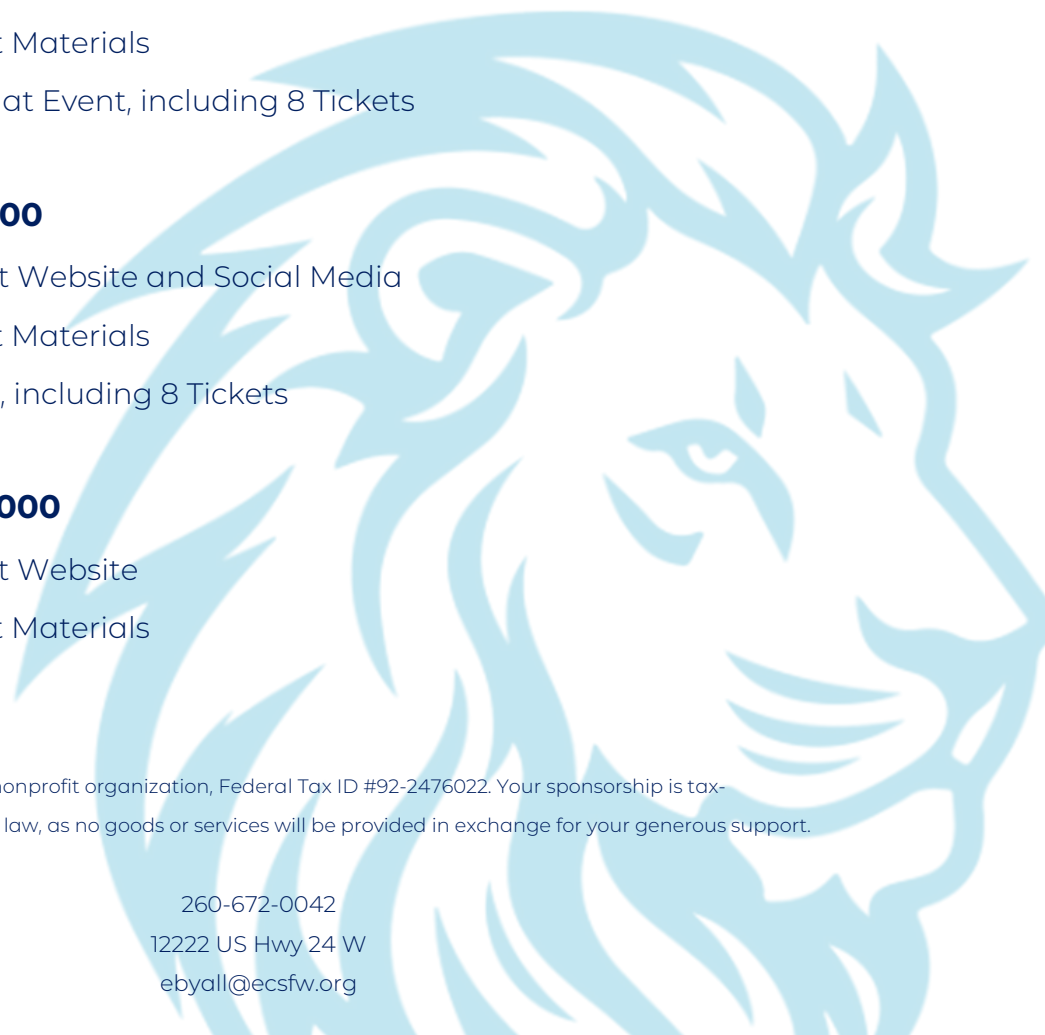 t Materials
at Event, including 8 Tickets
00
t Website and Social Media
t Materials
, including 8 Tickets
000
t Website
t Materials
nonprofit organization, Federal Tax ID #92-2476022. Your sponsorship is tax-
law, as no goods or services will be provided in exchange for your generous support.
260-672-0042
12222 US Hwy 24 W
ebyall@ecsfw.org